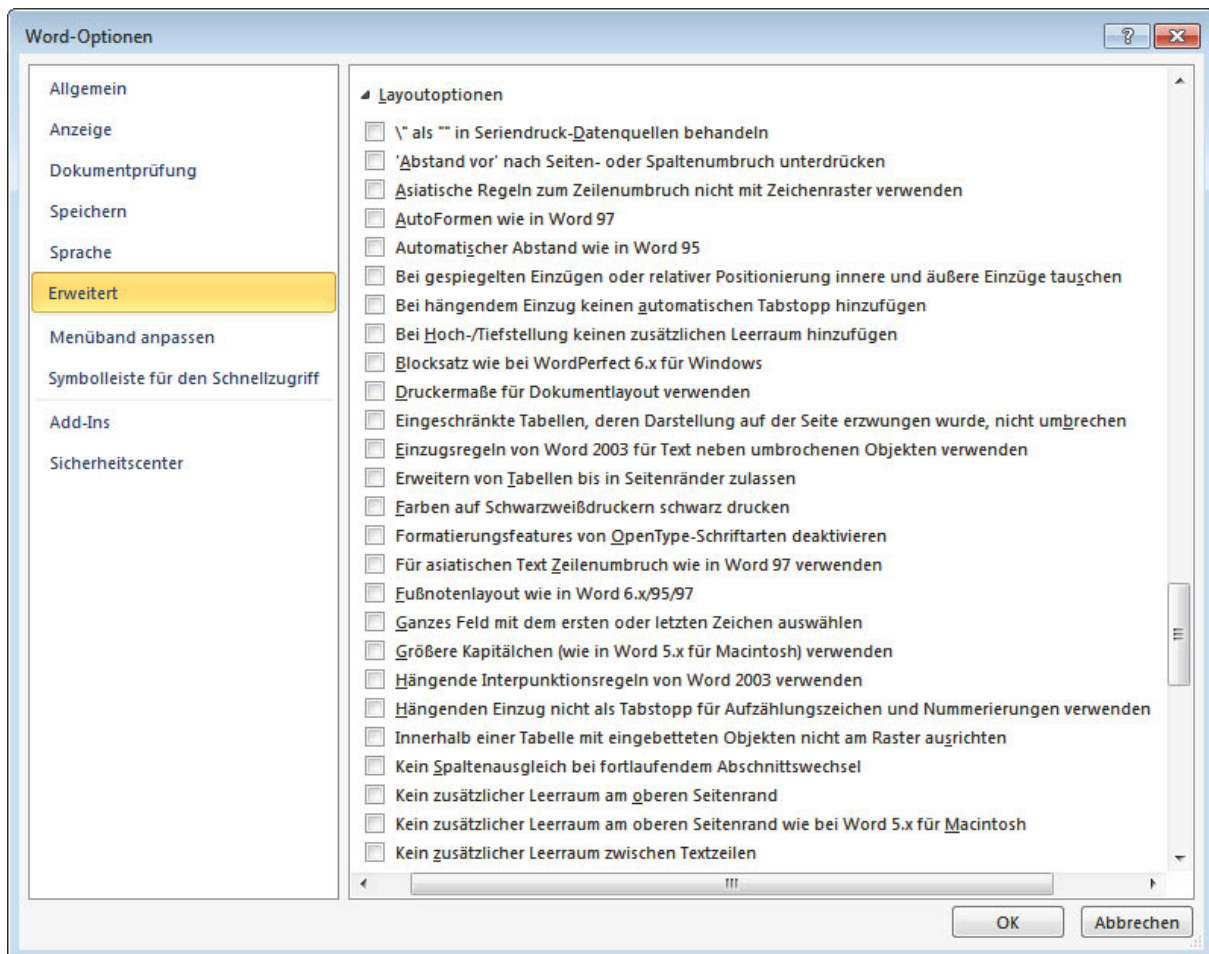 Word-Optionen
Allgemein
Anzeige
Dokumentprüfung
Speichern
Sprache
Erweitert
Menüband anpassen
Symbolleiste für den Schnellzugriff
Add-Ins
Sicherheitscenter
Layoutoptionen
\" als "" in Seriendruck-Datenquellen behandeln
'Abstand vor' nach Seiten- oder Spaltenumbruch unterdrücken
Asiatische Regeln zum Zeilenumbruch nicht mit Zeichenraster verwenden
AutoFormen wie in Word 97
Automatischer Abstand wie in Word 95
Bei gespiegelten Einzügen oder relativer Positionierung innere und äußere Einzüge tauschen
Bei hängendem Einzug keinen automatischen Tabstopp hinzufügen
Bei Hoch-/Tiefstellung keinen zusätzlichen Leerraum hinzufügen
Blocksatz wie bei WordPerfect 6.x für Windows
Druckermaße für Dokumentlayout verwenden
Eingeschränkte Tabellen, deren Darstellung auf der Seite erzwungen wurde, nicht umbrechen
Einzugsregeln von Word 2003 für Text neben umbrochenen Objekten verwenden
Erweitern von Tabellen bis in Seitenränder zulassen
Farben auf Schwarzweißdruckern schwarz drucken
Formatierungsfeatures von OpenType-Schriftarten deaktivieren
Für asiatischen Text Zeilenumbruch wie in Word 97 verwenden
Fußnotenlayout wie in Word 6.x/95/97
Ganzes Feld mit dem ersten oder letzten Zeichen auswählen
Größere Kapitälchen (wie in Word 5.x für Macintosh) verwenden
Hängende Interpunktionsregeln von Word 2003 verwenden
Hängenden Einzug nicht als Tabstopp für Aufzählungszeichen und Nummerierungen verwenden
Innerhalb einer Tabelle mit eingebetteten Objekten nicht am Raster ausrichten
Kein Spaltenausgleich bei fortlaufendem Abschnittswechsel
Kein zusätzlicher Leerraum am oberen Seitenrand
Kein zusätzlicher Leerraum am oberen Seitenrand wie bei Word 5.x für Macintosh
Kein zusätzlicher Leerraum zwischen Textzeilen
OK
Abbrechen